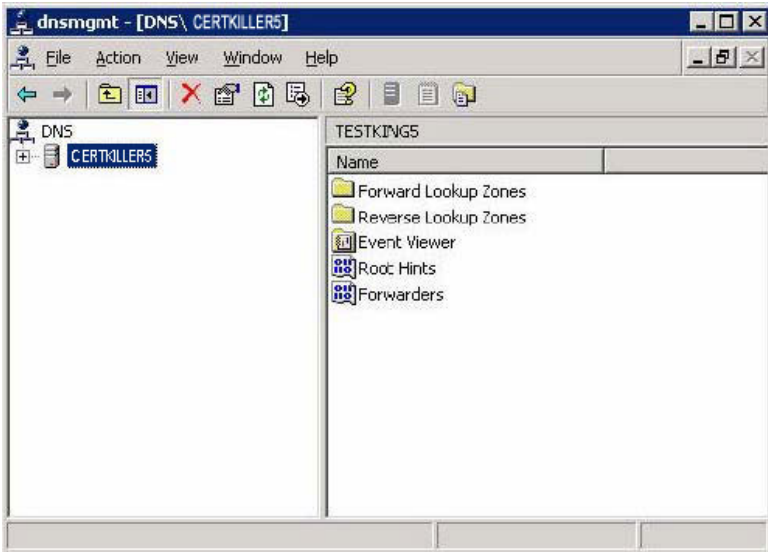 dnsmgmt - [DNS\ CERTKILLER5]
File Action View Window Help
DNS
CERTKILLER5
TESTKING5
Name
Forward Lookup Zones
Reverse Lookup Zones
Event Viewer
Root Hints
Forwarders